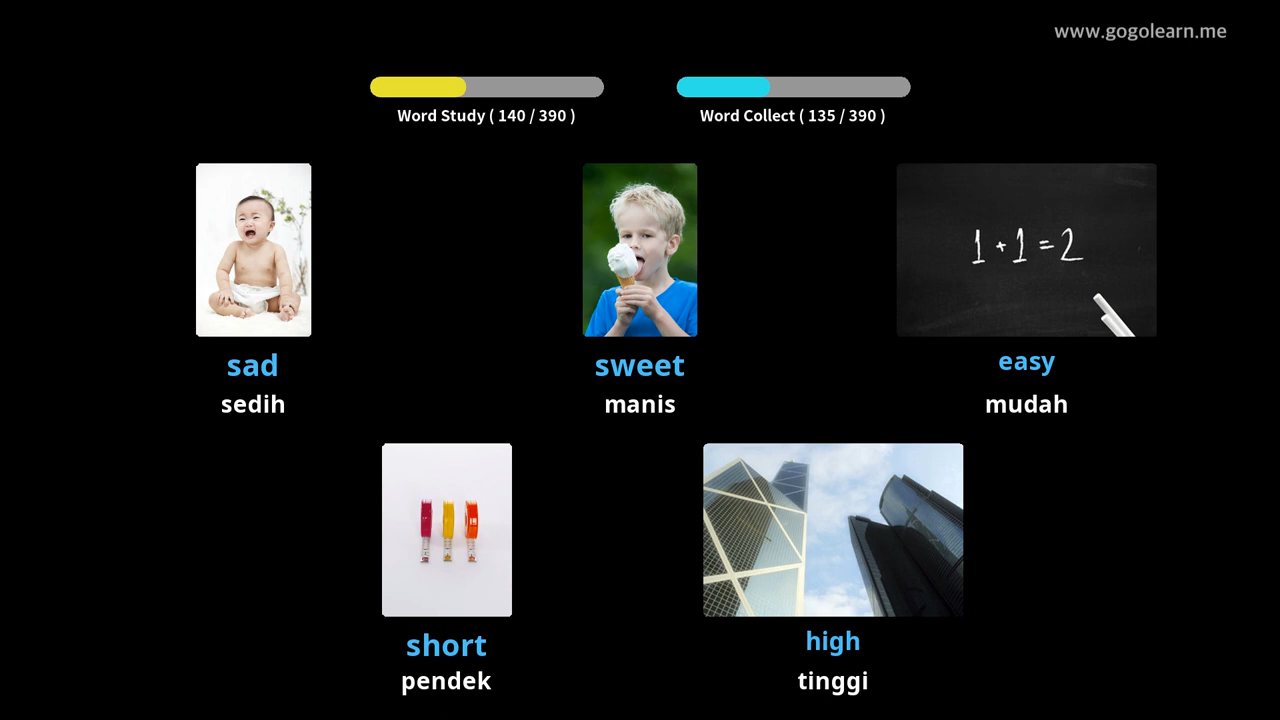 www.gogolearn.me
Word Study ( 140 / 390 )
Word Collect ( 135 / 390 )
1 + 1 = 2
sad
sweet
easy
sedih
manis
mudah
short
high
pendek
tinggi